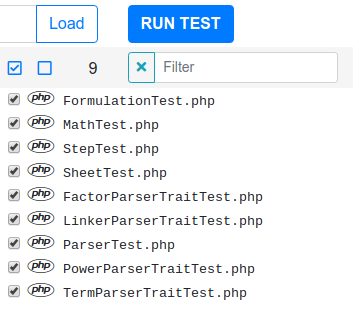 Load RUN TEST
9 Filter
php FormulationTest.php
php MathTest.php
php StepTest.php
php SheetTest.php
php FactorParserTraitTest.php
php LinkerParserTraitTest.php
php ParserTest.php
php PowerParserTraitTest.php
php TermParserTraitTest.php